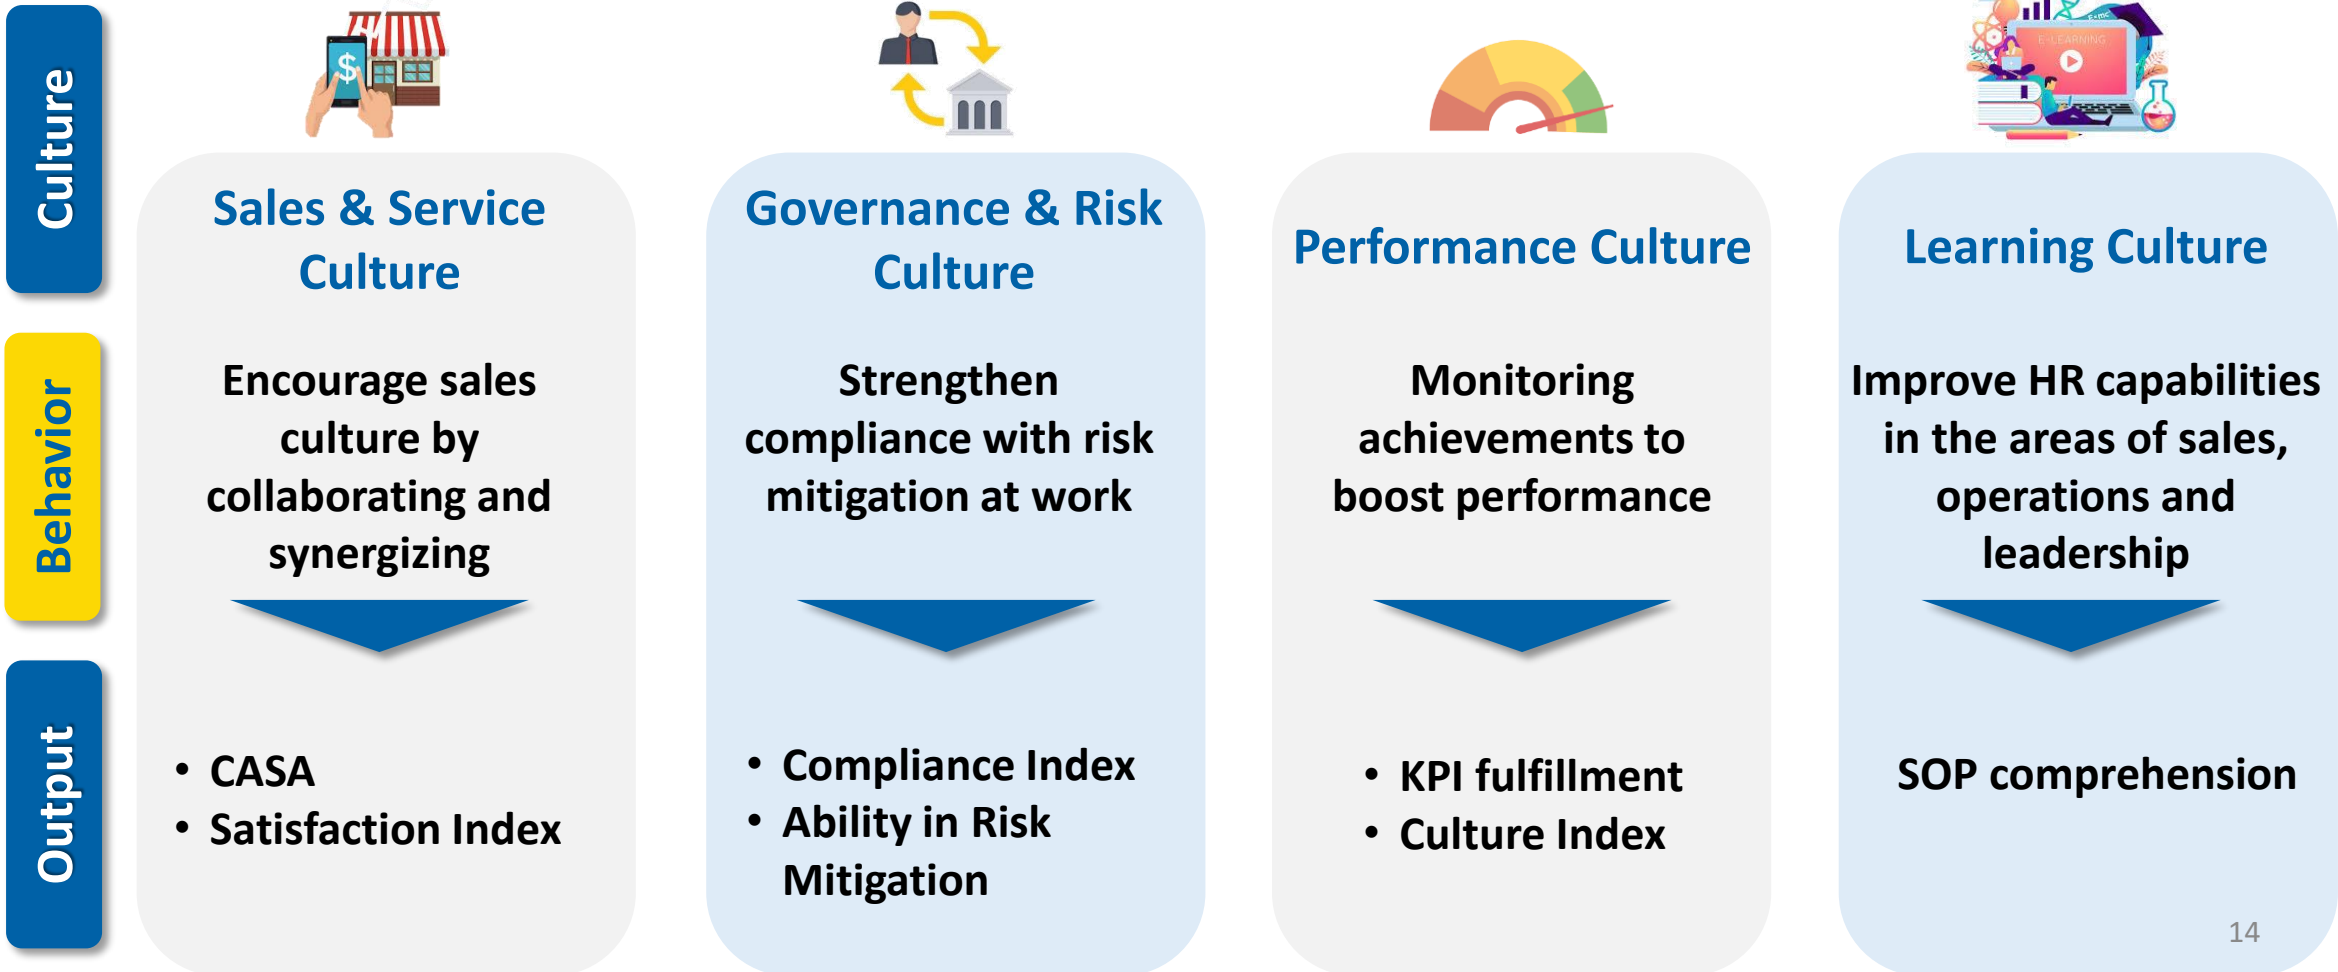 Culture
E-LEARNING
Sales & Service
Culture
Governance & Risk
Culture
Performance Culture
Learning Culture
Behavior
Encourage sales
culture by
collaborating and
synergizing
Strengthen
compliance with risk
mitigation at work
Monitoring
achievements to
boost performance
Improve HR capabilities
in the areas of sales,
operations and
leadership
Output
• CASA
• Satisfaction Index
• Compliance Index
• Ability in Risk
Mitigation
• KPI fulfillment
• Culture Index
SOP comprehension
14